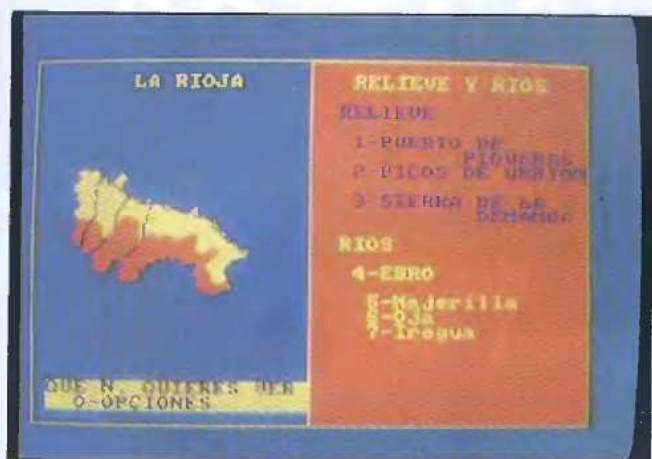 LA RIOJA
QUE N. QUIERES VER
0-OPCIONES
RELIEVE Y RIOS
RELIEVE
1-PUERTO DE
PIQUERAS
2-PICOS DE URBION
3-SIERRA DE LA
DEMANDA
RIOS
4-EBRO
5-Majerilla
6-Oja
7-Iregua